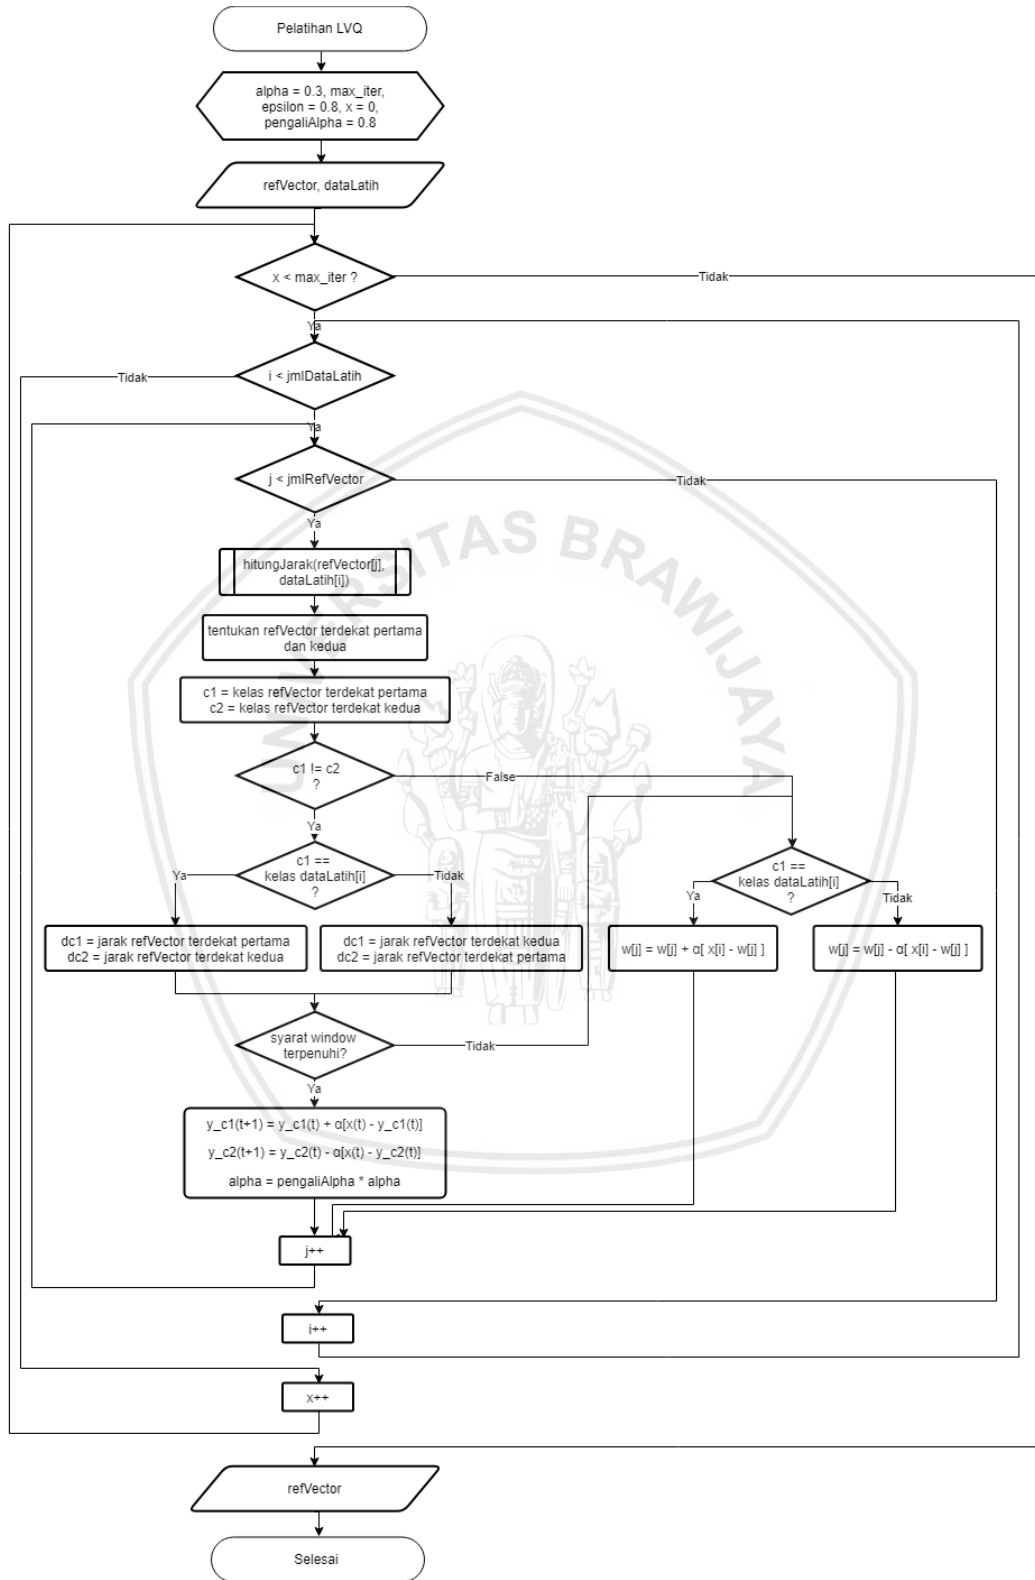 Pelatihan LVQ
alpha = 0.3, max_iter,
epsilon = 0.8, x = 0,
pengaliAlpha = 0.8
refVector, dataLatih
x < max_iter ?
Tidak
Ya
i < jmlDataLatih
Tidak
Ya
j < jmlRefVector
Tidak
Ya
hitungJarak(refVector[j],
dataLatih[i])
tentukan refVector terdekat pertama
dan kedua
c1 = kelas refVector terdekat pertama
c2 = kelas refVector terdekat kedua
c1 != c2
?
False
Ya
c1 ==
kelas dataLatih[i]
?
Ya
Tidak
c1 ==
kelas dataLatih[i]
?
Ya
Tidak
dc1 = jarak refVector terdekat pertama
dc2 = jarak refVector terdekat kedua
dc1 = jarak refVector terdekat kedua
dc2 = jarak refVector terdekat pertama
w[j] = w[j] + α[ x[i] - w[j] ]
w[j] = w[j] - α[ x[i] - w[j] ]
syarat window
terpenuhi?
Tidak
Ya
y_c1(t+1) = y_c1(t) + α[x(t) - y_c1(t)]
y_c2(t+1) = y_c2(t) - α[x(t) - y_c2(t)]
alpha = pengaliAlpha * alpha
j++
i++
x++
refVector
Selesai
UNIVERSITAS BRAWIJAYA